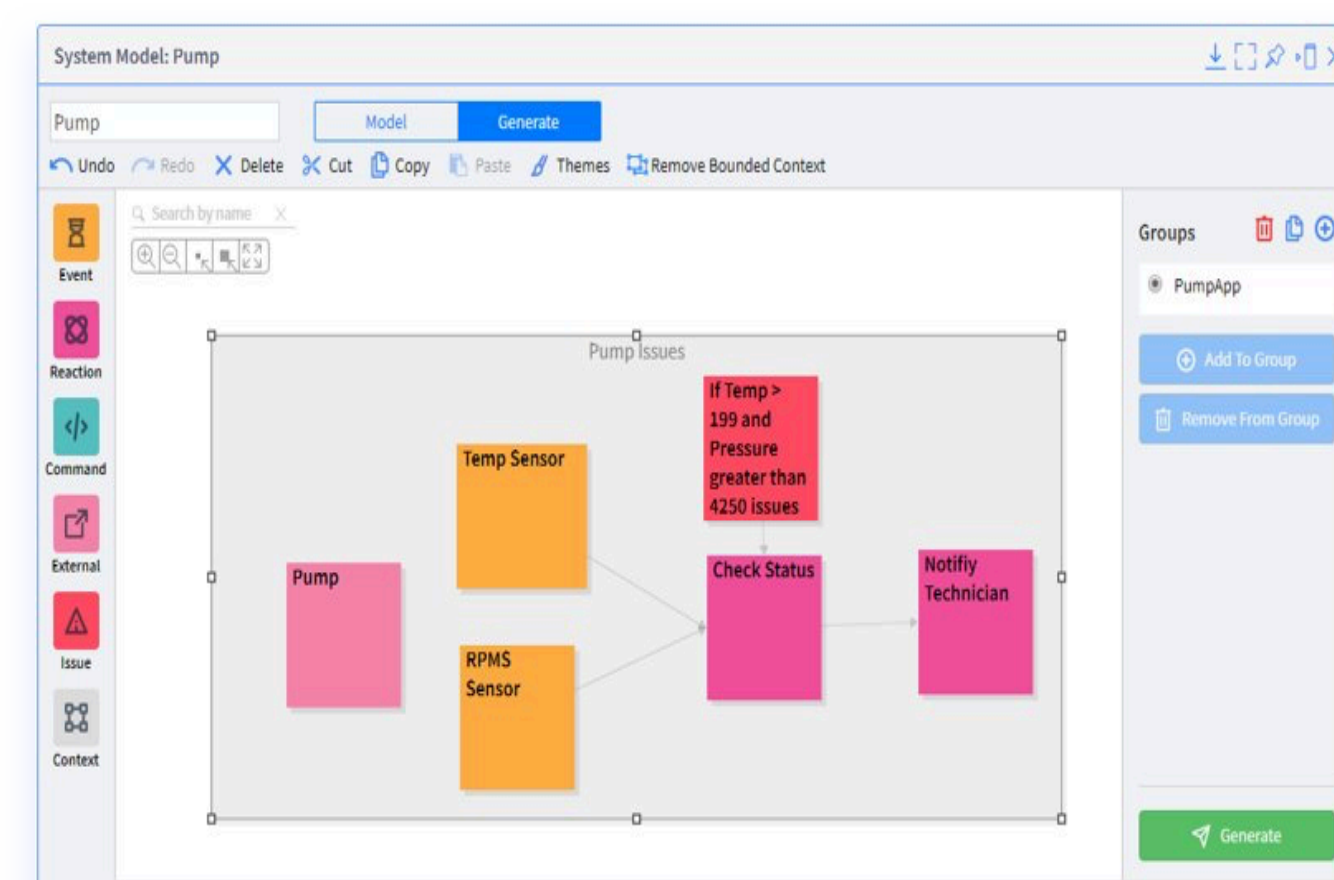 System Model: Pump
Pump
Model
Generate
Undo
Redo
Delete
Cut
Copy
Paste
Themes
Remove Bounded Context
Search by name
Event
Reaction
Command
External
Issue
Context
Pump Issues
If Temp >
199 and
Pressure
greater than
4250 issues
Temp Sensor
Pump
RPMS
Sensor
Check Status
Notifiy
Technician
Groups
PumpApp
Add To Group
Remove From Group
Generate